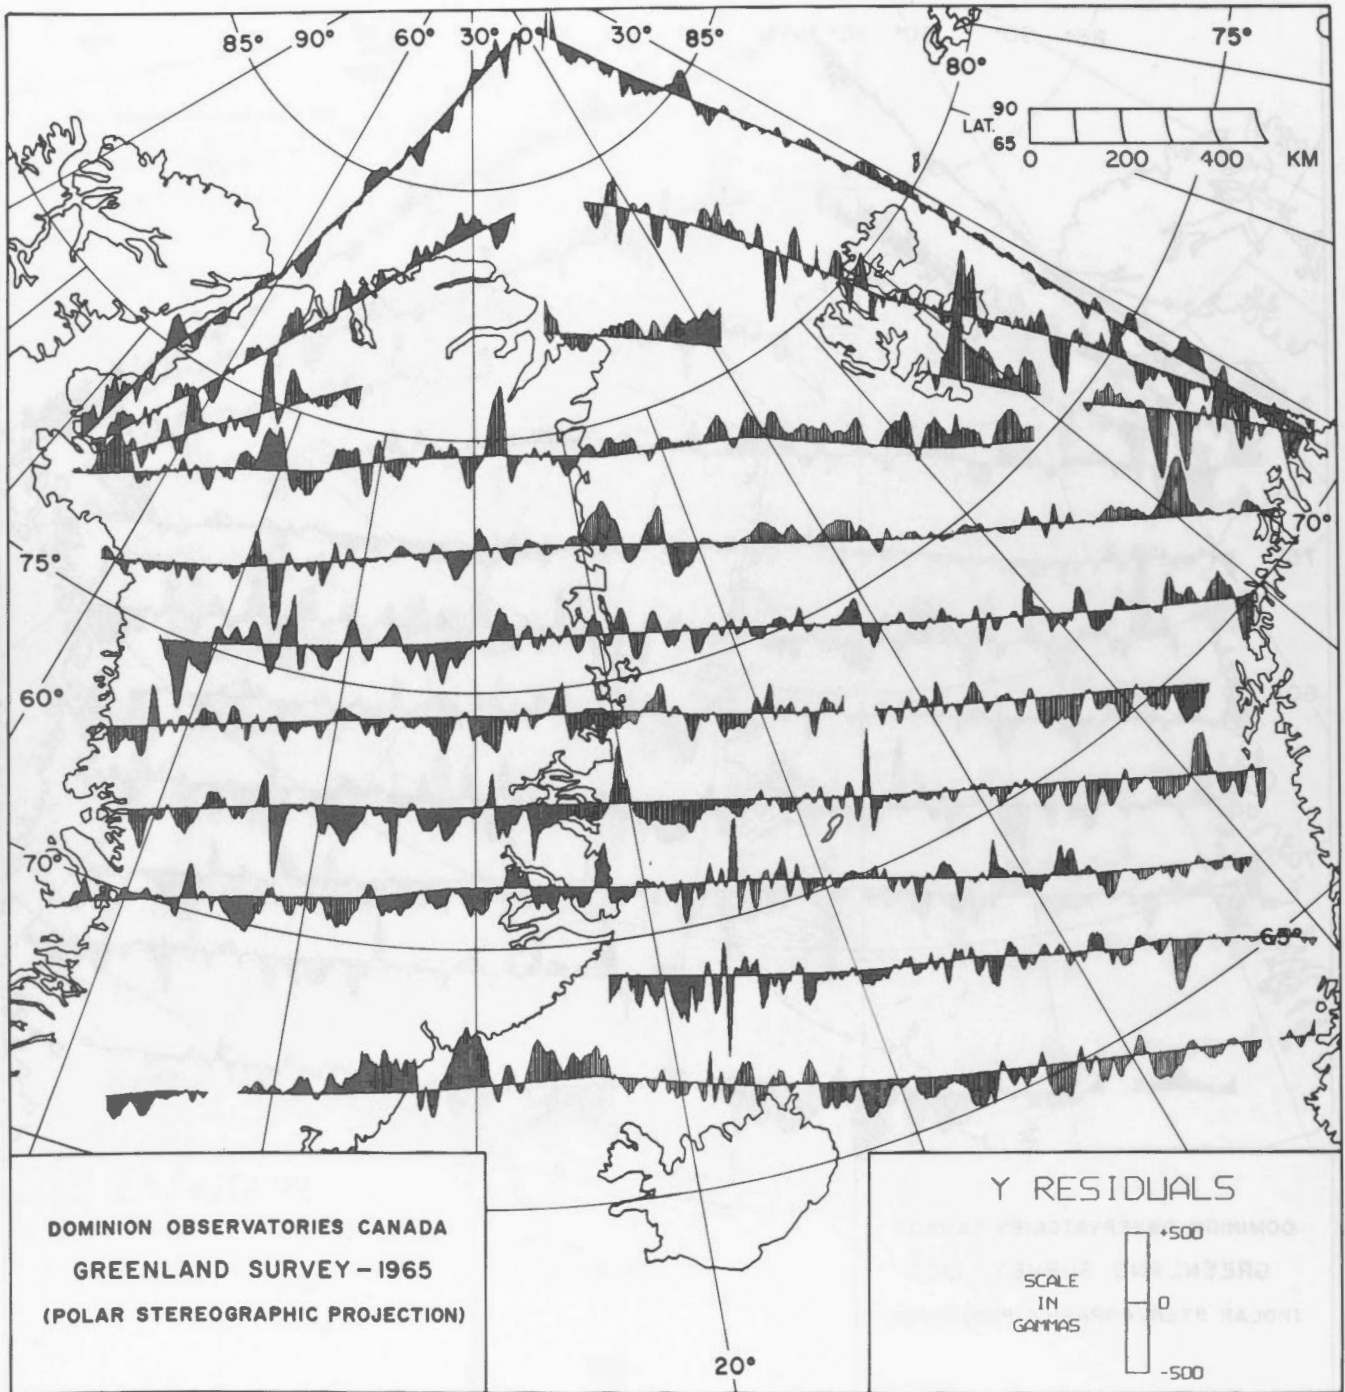 85° 90° 60° 30° 0° 30° 85° 75°
80°
LAT. 90
65
0 200 400 KM
75°
70°
60°
70°
65°
DOMINION OBSERVATORIES CANADA
GREENLAND SURVEY - 1965
(POLAR STEREOGRAPHIC PROJECTION)
Y RESIDUALS
+500
SCALE
IN
GAMMAS
0
-500
20°